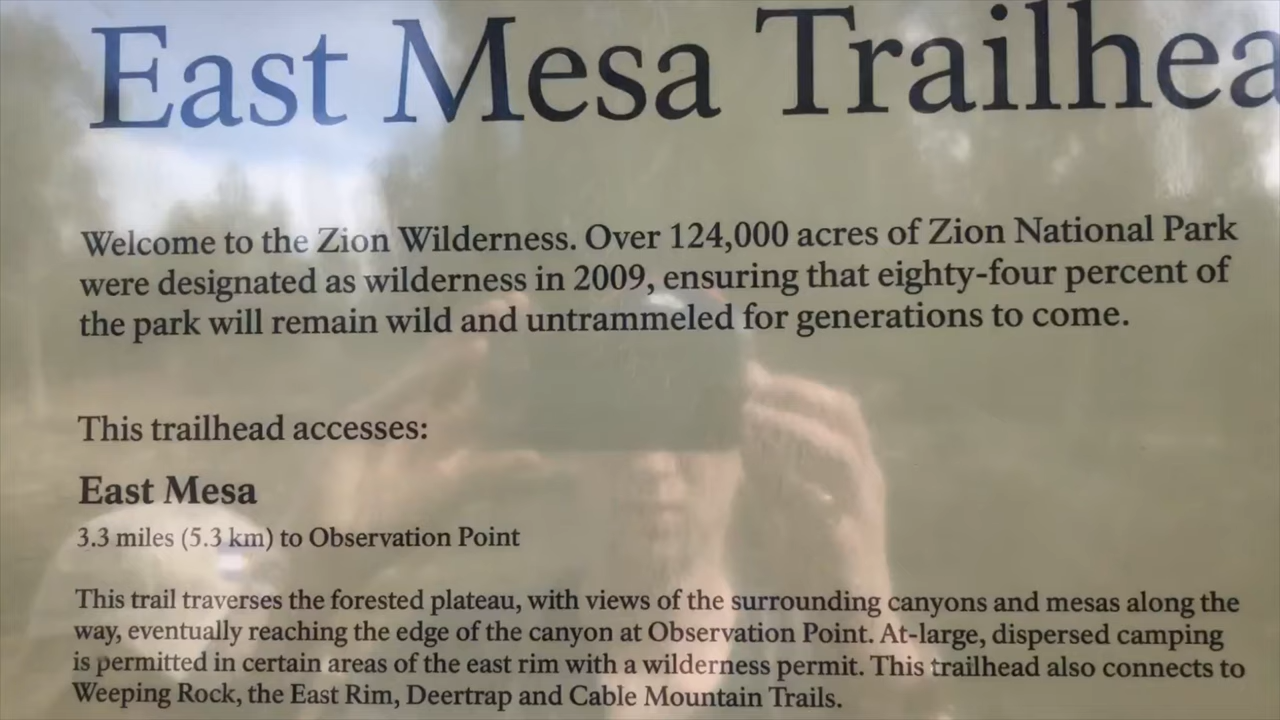 East Mesa Trailhea
Welcome to the Zion Wilderness. Over 124,000 acres of Zion National Park
were designated as wilderness in 2009, ensuring that eighty-four percent of
the park will remain wild and untrammeled for generations to come.
This trailhead accesses:
East Mesa
3.3 miles (5.3 km) to Observation Point
This trail traverses the forested plateau, with views of the surrounding canyons and mesas along the
way, eventually reaching the edge of the canyon at Observation Point. At-large, dispersed camping
is permitted in certain areas of the east rim with a wilderness permit. This trailhead also connects to
Weeping Rock, the East Rim, Deertrap and Cable Mountain Trails.